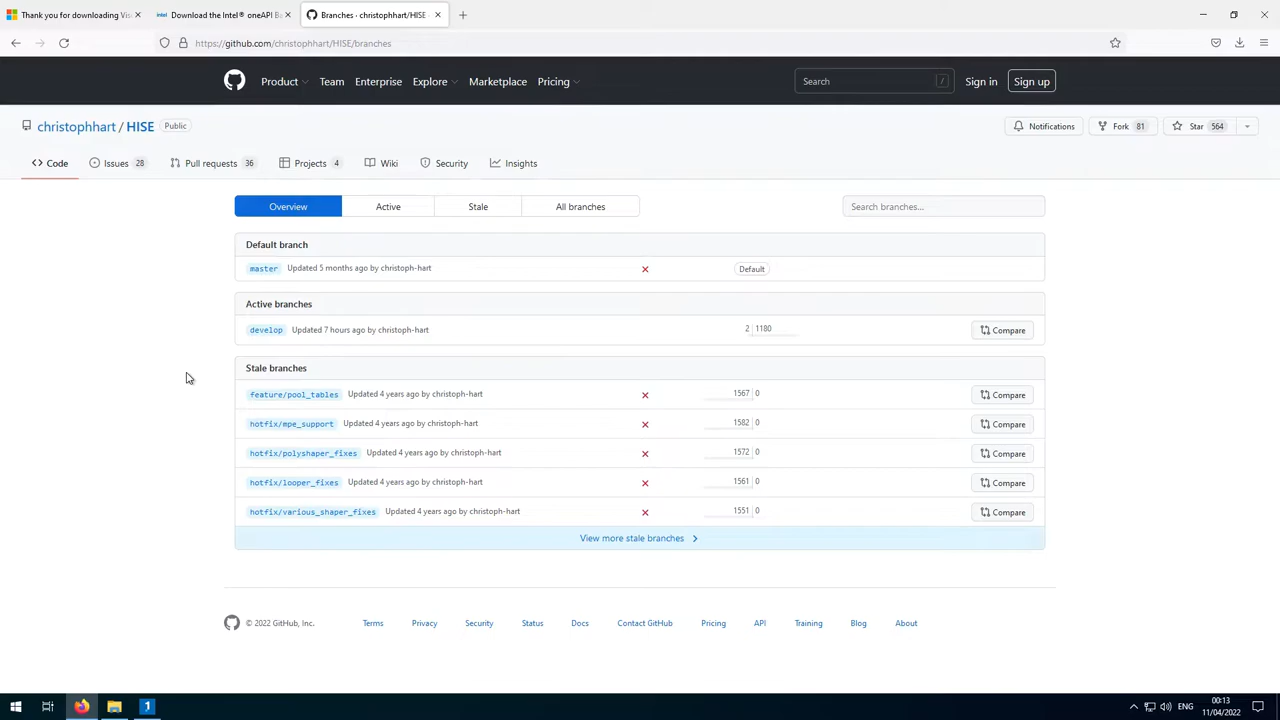 Thank you for downloading Vis
Download the Intel® oneAPI Ba
Branches · christophhart/HISE
https://github.com/christophhart/HISE/branches
Product
Team
Enterprise
Explore
Marketplace
Pricing
Search
/
Sign in
Sign up
christophhart / HISE
Public
Notifications
Fork 81
Star 564
Code
Issues 28
Pull requests 36
Projects 4
Wiki
Security
Insights
Overview
Active
Stale
All branches
Search branches...
Default branch
master Updated 5 months ago by christoph-hart Default
Active branches
develop Updated 7 hours ago by christoph-hart 2 1180 Compare
Stale branches
feature/pool_tables Updated 4 years ago by christoph-hart 1567 0 Compare
hotfix/mpe_support Updated 4 years ago by christoph-hart 1582 0 Compare
hotfix/polyshaper_fixes Updated 4 years ago by christoph-hart 1572 0 Compare
hotfix/looper_fixes Updated 4 years ago by christoph-hart 1561 0 Compare
hotfix/various_shaper_fixes Updated 4 years ago by christoph-hart 1551 0 Compare
View more stale branches
© 2022 GitHub, Inc.
Terms
Privacy
Security
Status
Docs
Contact GitHub
Pricing
API
Training
Blog
About
ENG
00:13
11/04/2022